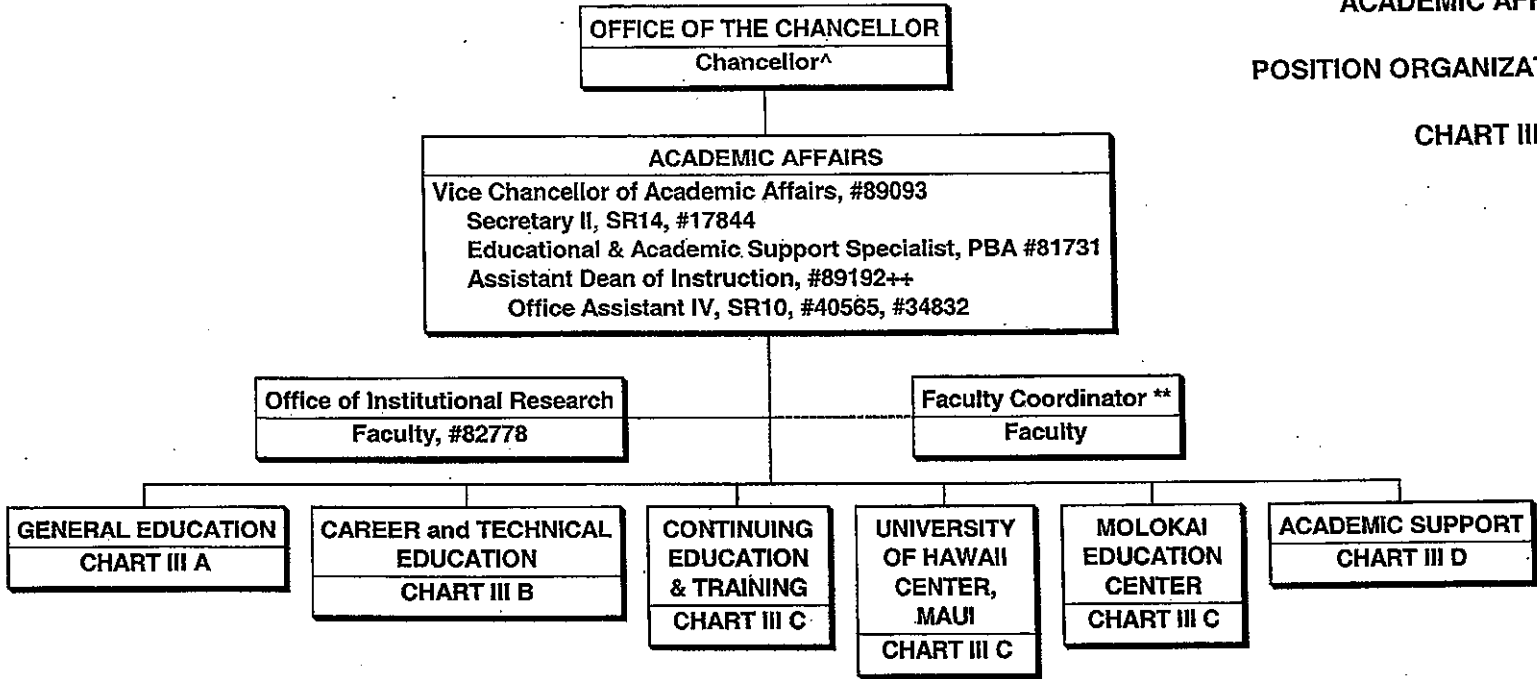 ACADEMIC
POSITION
CHART III
OFFICE OF THE CHANCELLOR
Chancellor^
ACADEMIC AFFAIRS
Vice Chancellor of Academic Affairs, #89093
Secretary II, SR14, #17844
Educational & Academic Support Specialist, PBA #81731
Assistant Dean of Instruction, #89192++
Office Assistant IV, SR10, #40565, #34832
Office of Institutional Research
Faculty, #82778
Faculty Coordinator **
Faculty
GENERAL EDUCATION
CHART III A
CAREER and TECHNICAL
EDUCATION
CHART III B
CONTINUING
EDUCATION
& TRAINING
CHART III C
UNIVERSITY
OF HAWAII
CENTER,
MAUI
CHART III C
MOLOKAI
EDUCATION
CENTER
CHART III C
ACADEMIC SUPPORT
CHART III D